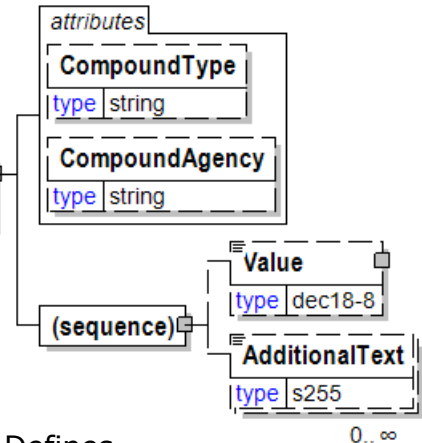 attributes
CompoundType
type string
CompoundAgency
type string
Value
type dec18-8
(sequence)
AdditionalText
type s255
0..∞
Defines